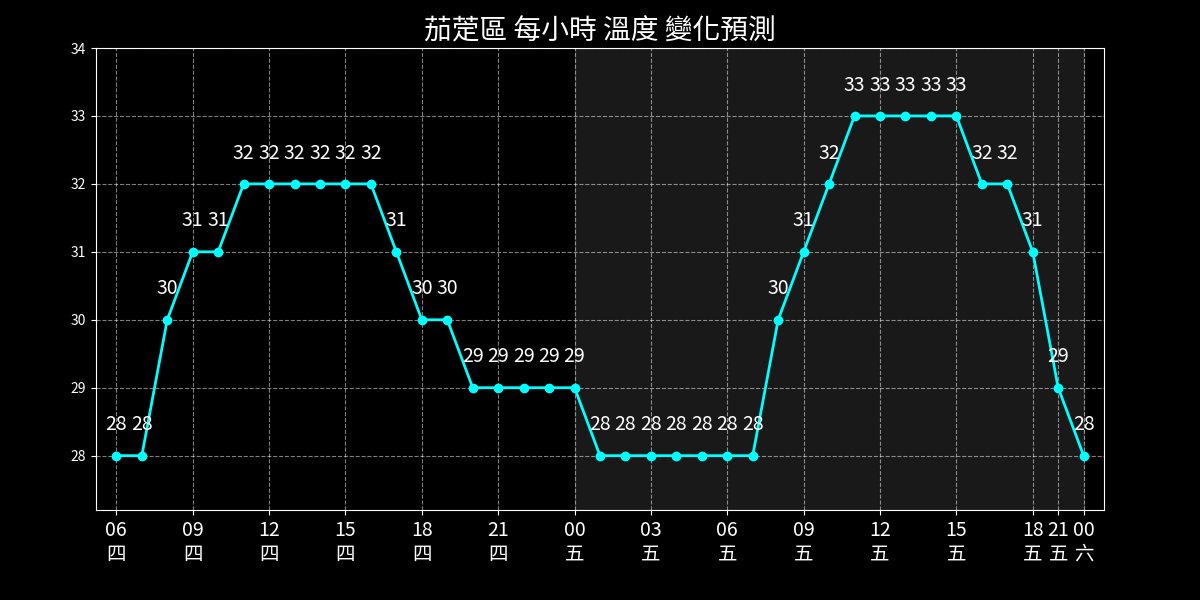 茄萣區 每小時 溫度 變化預測
34
33 33 33 33 33
33
32 32 32 32 32 32 32 32 32
32
31 31 31 31 31
31
30 30 30 30
30
29 29 29 29 29 29
29
28 28 28 28 28 28 28 28 28 28
28
06 09 12 15 18 21 00 03 06 09 12 15 18 21 00
四 四 四 四 四 四 五 五 五 五 五 五 五 五 六